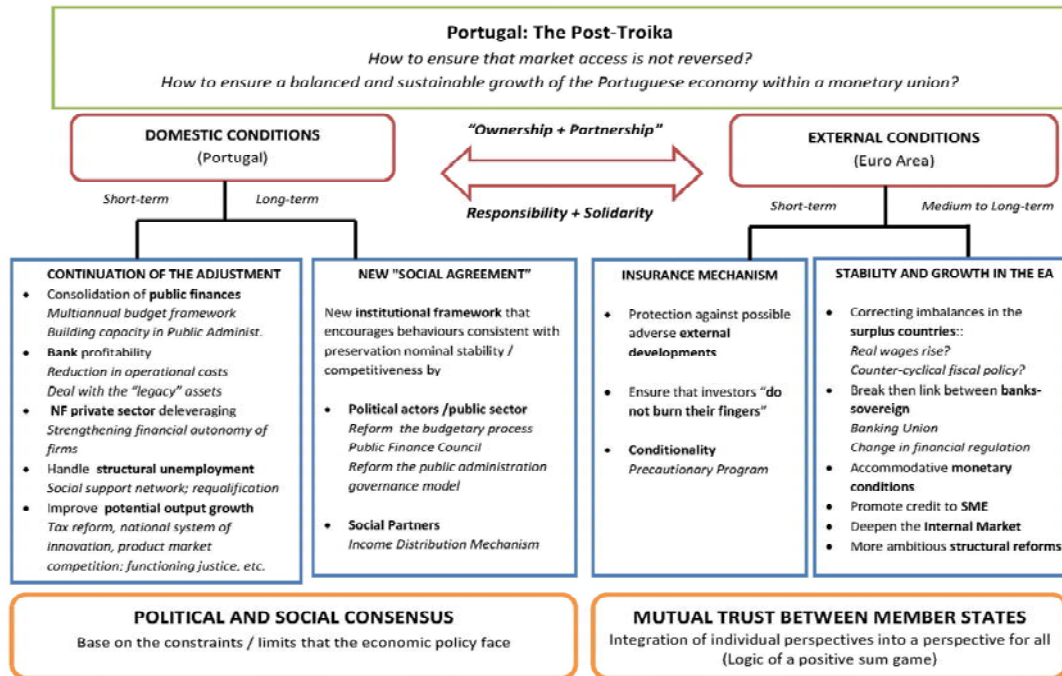 Portugal: The Post-Troika
How to ensure that market access is not reversed?
How to ensure a balanced and sustainable growth of the Portuguese economy within a monetary union?
DOMESTIC CONDITIONS
(Portugal)
"Ownership + Partnership"
EXTERNAL CONDITIONS
(Euro Area)
Short-term
Long-term
Responsibility + Solidarity
Short-term
Medium to Long-term
CONTINUATION OF THE ADJUSTMENT
• Consolidation of public finances
Multiannual budget framework
Building capacity in Public Administ.
• Bank profitability
Reduction in operational costs
Deal with the "legacy" assets
• NF private sector deleveraging
Strengthening financial autonomy of
firms
• Handle structural unemployment
Social support network; requalification
• Improve potential output growth
Tax reform, national system of
innovation, product market
competition; functioning justice, etc.
NEW "SOCIAL AGREEMENT"
New institutional framework that
encourages behaviours consistent with
preservation nominal stability /
competitiveness by
• Political actors /public sector
Reform the budgetary process
Public Finance Council
Reform the public administration
governance model
• Social Partners
Income Distribution Mechanism
INSURANCE MECHANISM
• Protection against possible
adverse external
developments
• Ensure that investors "do
not burn their fingers"
• Conditionality
Precautionary Program
STABILITY AND GROWTH IN THE EA
• Correcting imbalances in the
surplus countries::
Real wages rise?
Counter-cyclical fiscal policy?
• Break then link between banks-
sovereign
Banking Union
Change in financial regulation
• Accommodative monetary
conditions
• Promote credit to SME
• Deepen the Internal Market
• More ambitious structural reforms
POLITICAL AND SOCIAL CONSENSUS
Base on the constraints / limits that the economic policy face
MUTUAL TRUST BETWEEN MEMBER STATES
Integration of individual perspectives into a perspective for all
(Logic of a positive sum game)